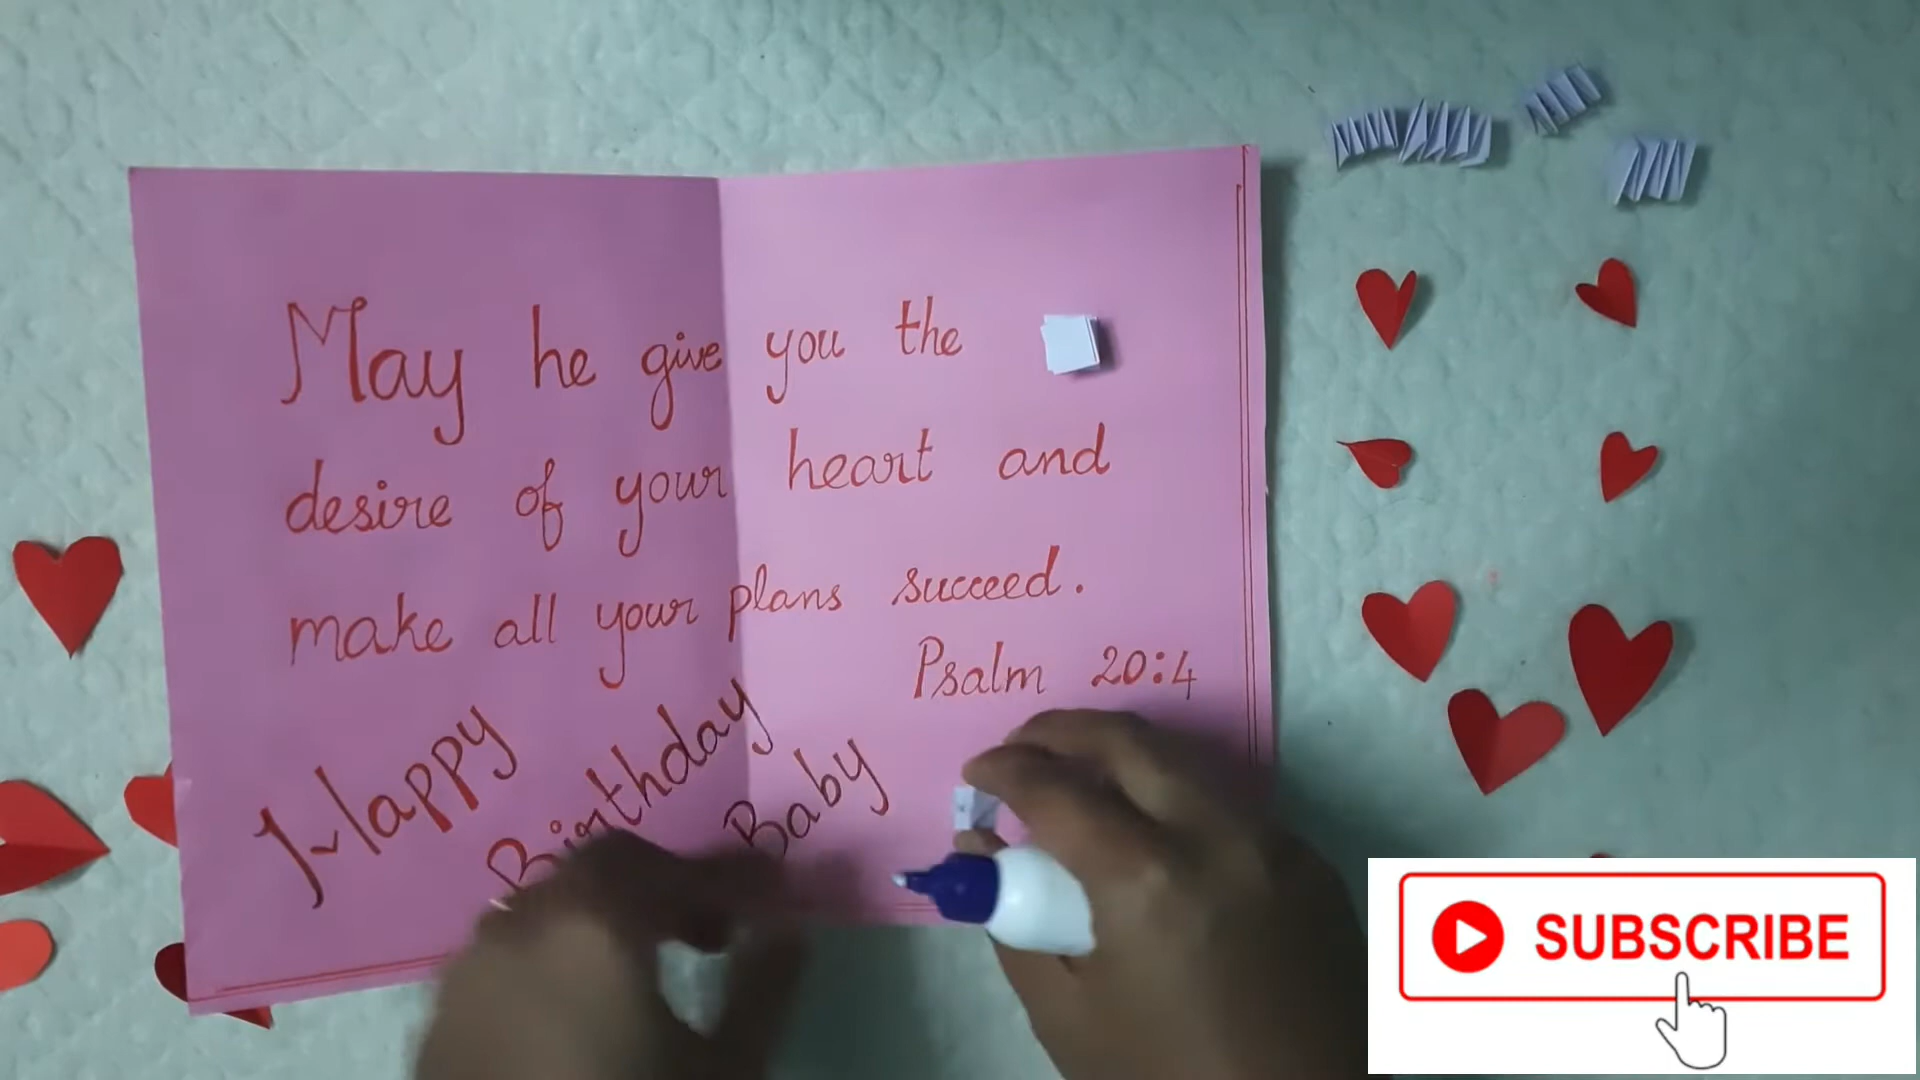 May he give you the
desire of your heart and
make all your plans succeed.
Psalm 20:4
Happy
Birthday
Baby
SUBSCRIBE